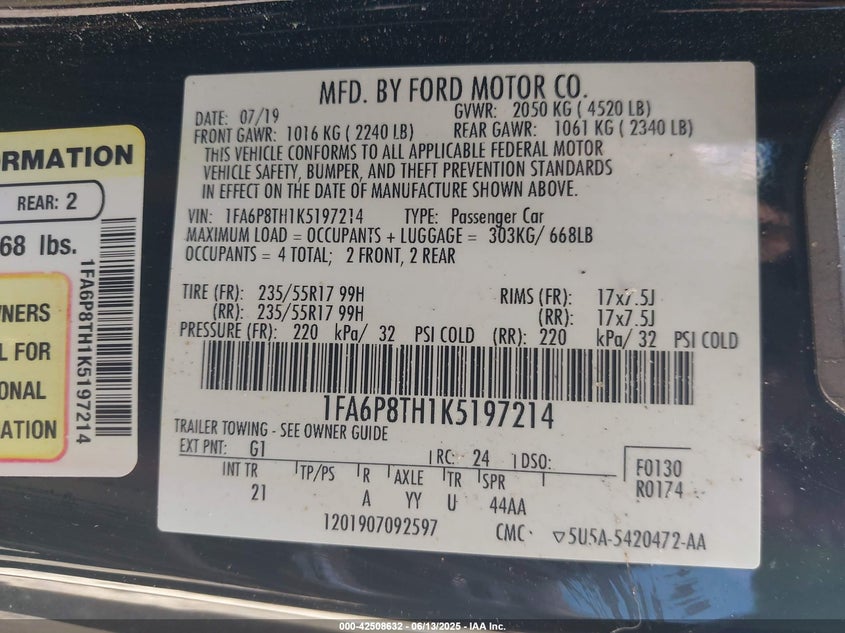 ORMATION
REAR: 2
68 lbs.
1FA6P8TH1K5197214
NERS
L FOR
ONAL
ATION
MFD. BY FORD MOTOR CO.
DATE: 07/19 GVWR: 2050 KG ( 4520 LB)
FRONT GAWR: 1016 KG ( 2240 LB) REAR GAWR: 1061 KG ( 2340 LB)
THIS VEHICLE CONFORMS TO ALL APPLICABLE FEDERAL MOTOR
VEHICLE SAFETY, BUMPER, AND THEFT PREVENTION STANDARDS
IN EFFECT ON THE DATE OF MANUFACTURE SHOWN ABOVE.
VIN: 1FA6P8TH1K5197214 TYPE: Passenger Car
MAXIMUM LOAD = OCCUPANTS + LUGGAGE = 303KG/ 668LB
OCCUPANTS = 4 TOTAL; 2 FRONT, 2 REAR
TIRE (FR): 235/55R17 99H RIMS (FR): 17x7.5J
(RR): 235/55R17 99H (RR): 17x7.5J
PRESSURE (FR): 220 kPa/ 32 PSI COLD (RR): 220 kPa/ 32 PSI COLD
1FA6P8TH1K5197214
TRAILER TOWING - SEE OWNER GUIDE
EXT PNT: G1 RC: 24 DSO: F0130
INT TR TP/PS R AXLE TR SPR R0174
21 A YY U 44AA
1201907092597 CMC ▽5U5A-5420472-AA
000-42508632 - 06/13/2025 - IAA Inc.